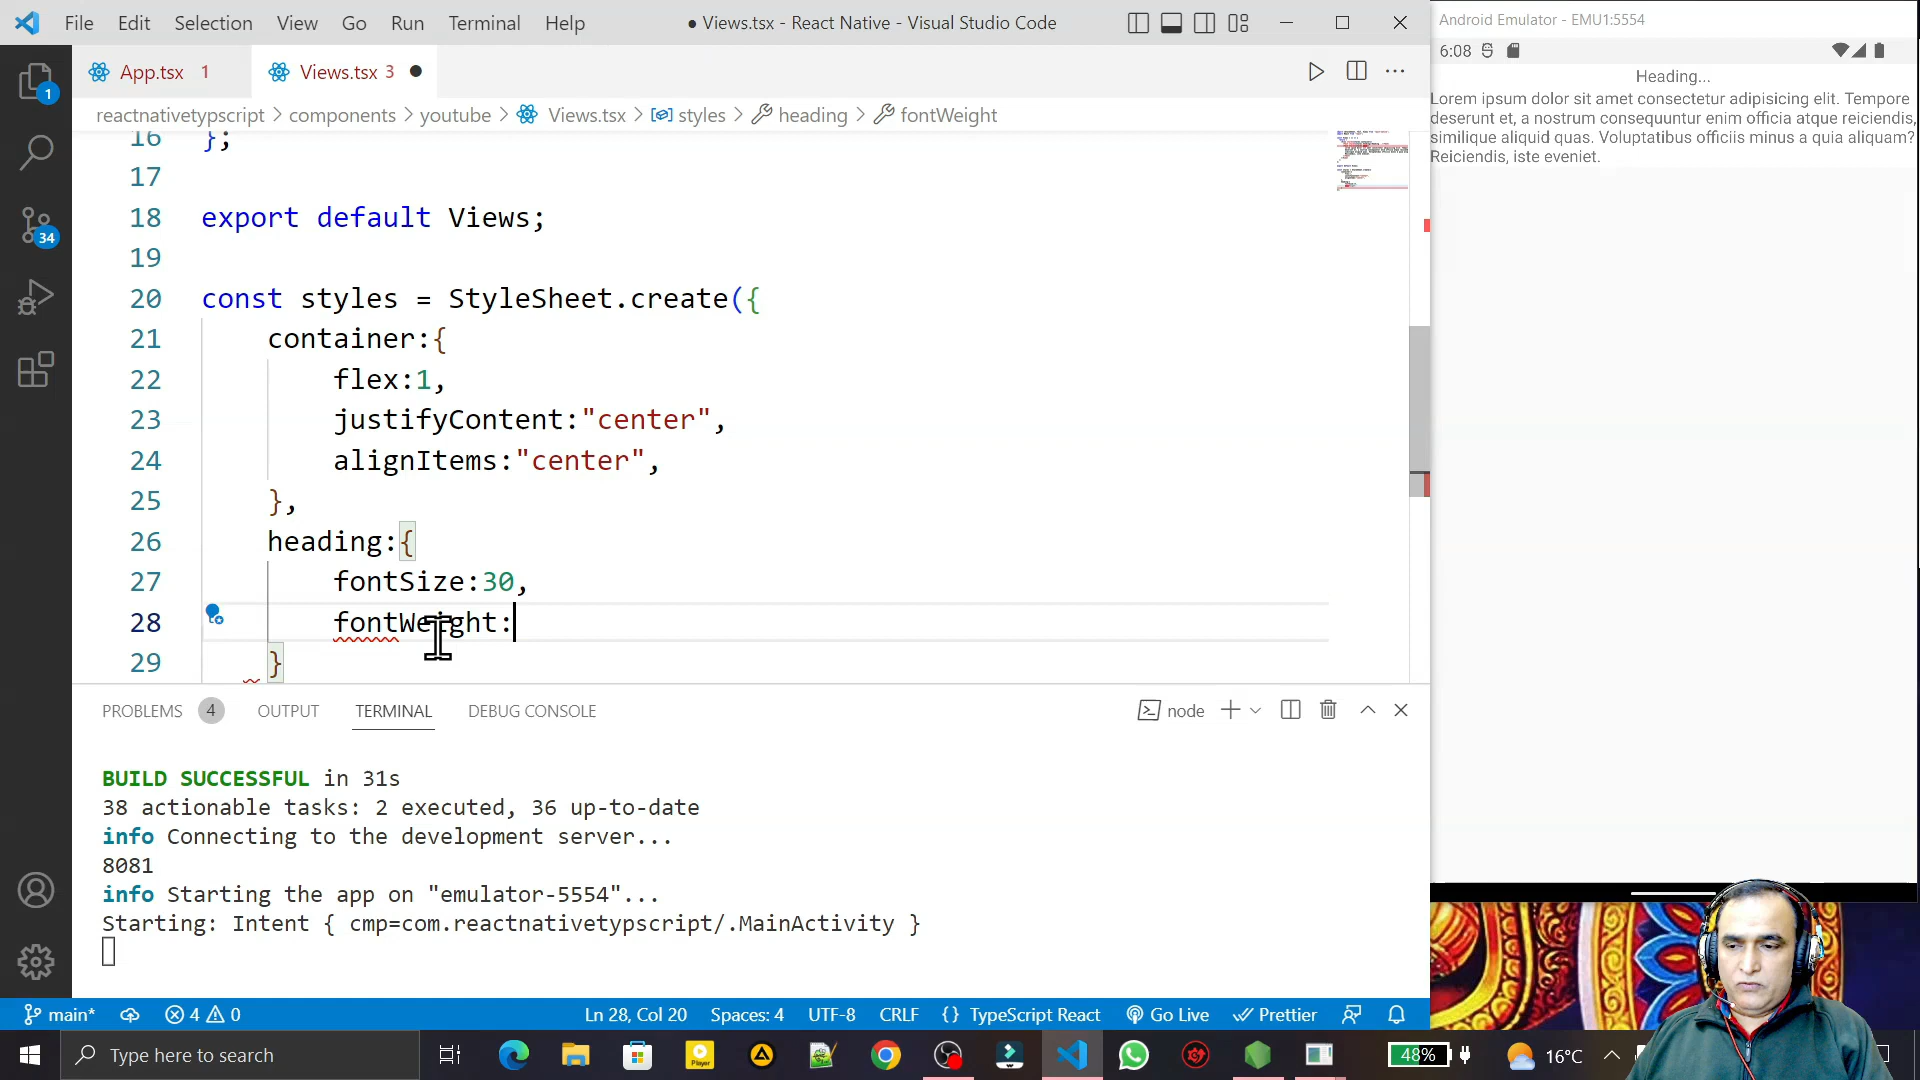 File Edit Selection View Go Run Terminal Help
● Views.tsx - React Native - Visual Studio Code
Android Emulator - EMU1:5554
App.tsx 1
Views.tsx 3 ●
6:08
1
reactnativetypscript > components > youtube > Views.tsx > styles > heading > fontWeight
Heading...
Lorem ipsum dolor sit amet consectetur adipisicing elit. Tempore
deserunt et, a nostrum consequuntur enim officia atque reiciendis,
similique aliquid quas. Voluptatibus officiis minus a quia aliquam?
Reiciendis, iste eveniet.
16 };
17
18 export default Views;
34
19
20 const styles = StyleSheet.create({
21 container:{
22 flex:1,
23 justifyContent:"center",
24 alignItems:"center",
25 },
26 heading:{
27 fontSize:30,
28 fontWeight:
29 }
PROBLEMS 4 OUTPUT TERMINAL DEBUG CONSOLE
node
BUILD SUCCESSFUL in 31s
38 actionable tasks: 2 executed, 36 up-to-date
info Connecting to the development server...
8081
info Starting the app on "emulator-5554"...
Starting: Intent { cmp=com.reactnativetypscript/.MainActivity }
main* 4 0 Ln 28, Col 20 Spaces: 4 UTF-8 CRLF {} TypeScript React Go Live Prettier
Type here to search
Player
48%
16°C